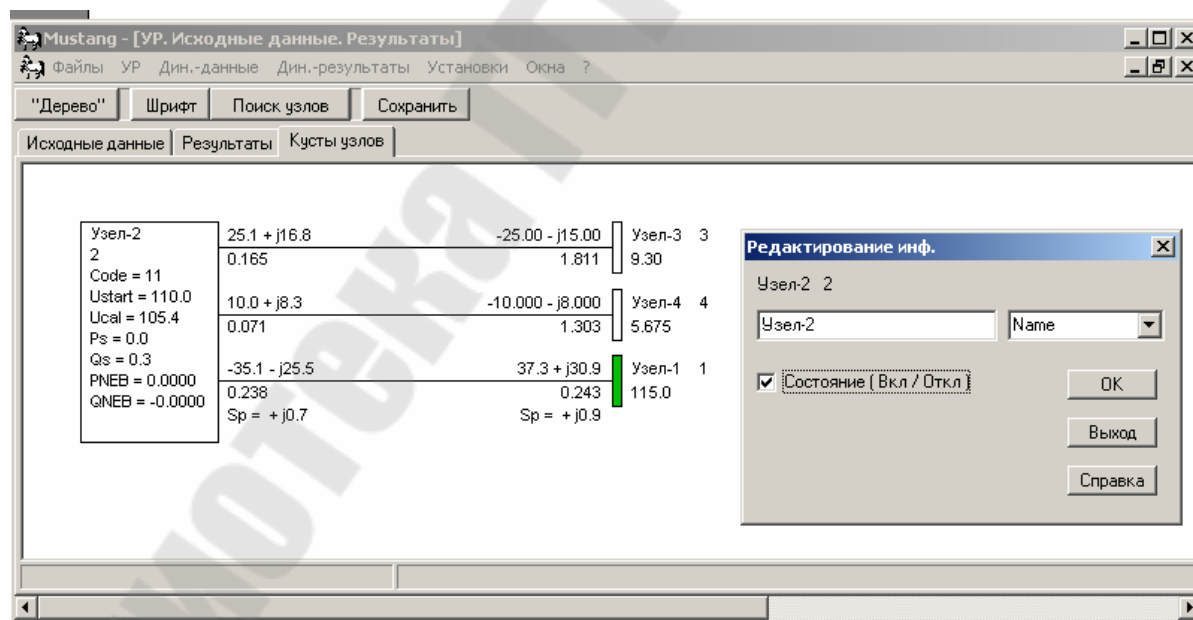 Mustang - [УР. Исходные данные. Результаты]
Файлы УР Дин.-данные Дин.-результаты Установки Окна ?
"Дерево" Шрифт Поиск узлов Сохранить
Исходные данные Результаты Кусты узлов
Узел-2
2
Code = 11
Ustart = 110.0
Ucal = 105.4
Ps = 0.0
Qs = 0.3
PNEB = 0.0000
QNEB = -0.0000
25.1 + j16.8 -25.00 - j15.00 Узел-3 3
0.165 1.811 9.30
10.0 + j8.3 -10.000 - j8.000 Узел-4 4
0.071 1.303 5.675
-35.1 - j25.5 37.3 + j30.9 Узел-1 1
0.238 0.243 115.0
Sp = + j0.7 Sp = + j0.9
Редактирование инф.
Узел-2 2
Узел-2 Name
Состояние ( Вкл / Откл )
OK
Выход
Справка